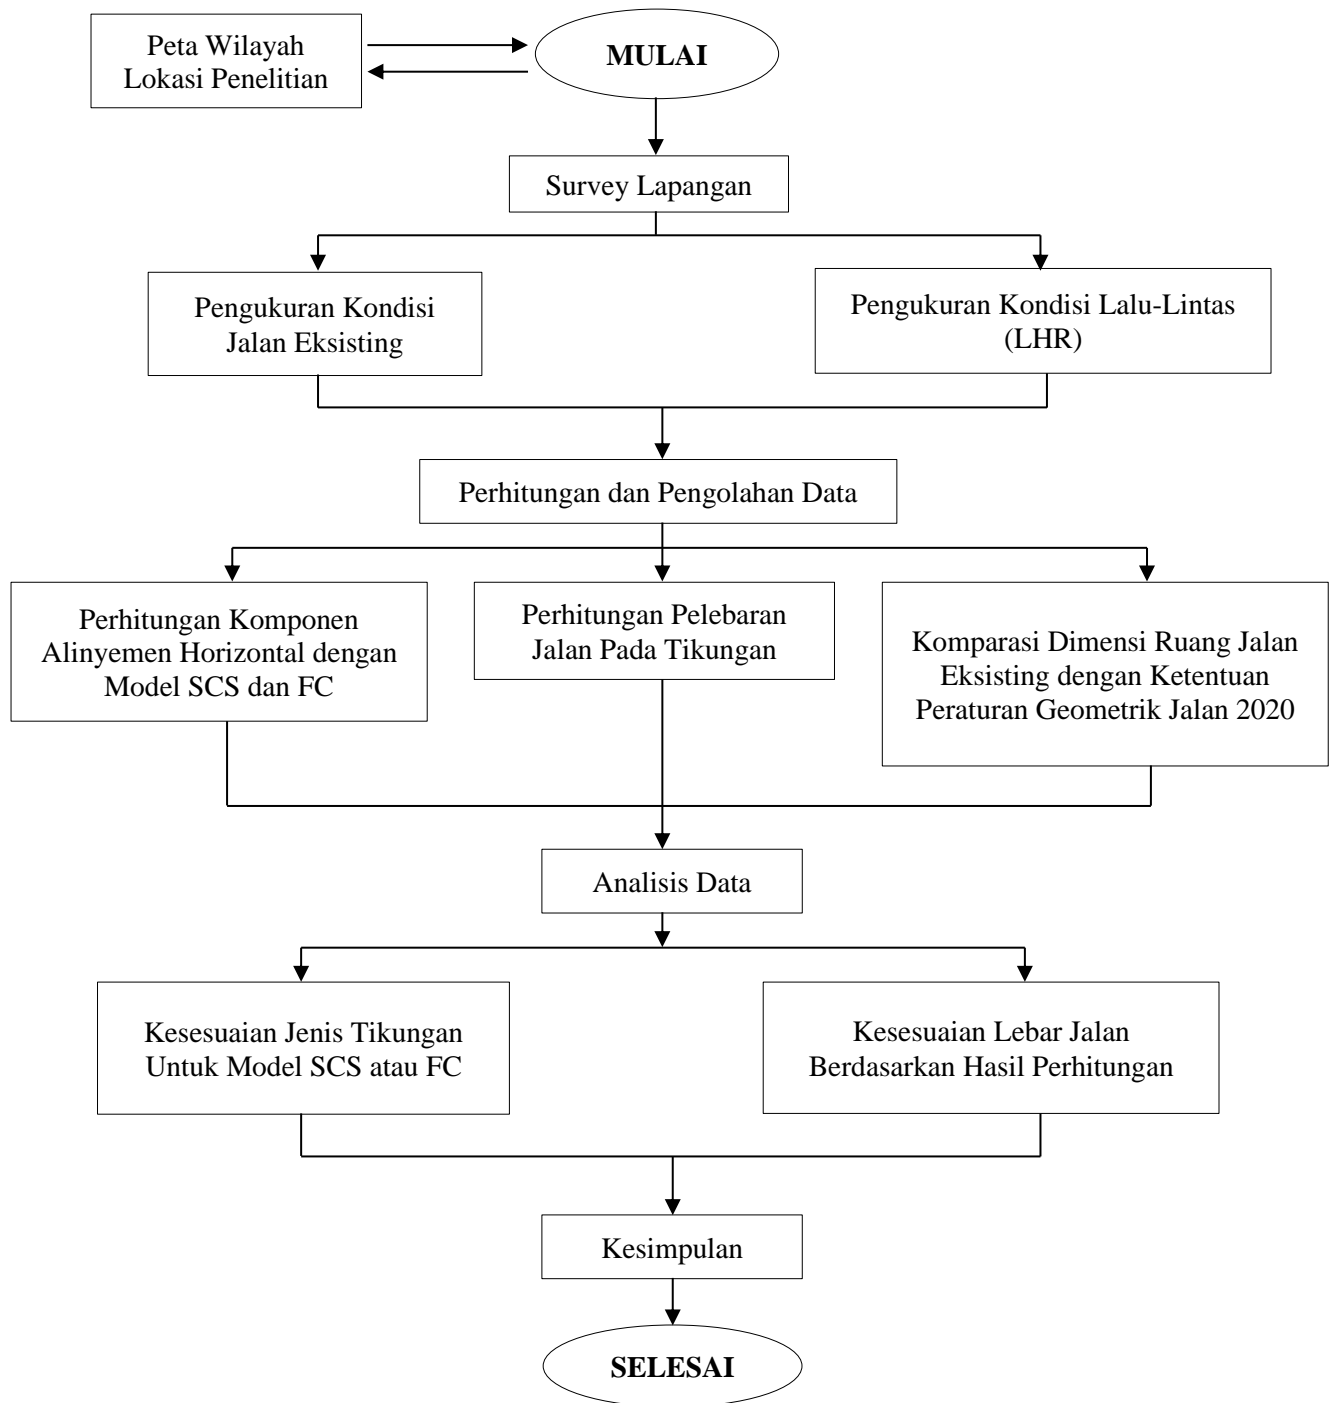 Peta Wilayah
Lokasi Penelitian
MULAI
Survey Lapangan
Pengukuran Kondisi
Jalan Eksisting
Pengukuran Kondisi Lalu-Lintas
(LHR)
Perhitungan dan Pengolahan Data
Perhitungan Komponen
Alinyemen Horizontal dengan
Model SCS dan FC
Perhitungan Pelebaran
Jalan Pada Tikungan
Komparasi Dimensi Ruang Jalan
Eksisting dengan Ketentuan
Peraturan Geometrik Jalan 2020
Analisis Data
Kesesuaian Jenis Tikungan
Untuk Model SCS atau FC
Kesesuaian Lebar Jalan
Berdasarkan Hasil Perhitungan
Kesimpulan
SELESAI